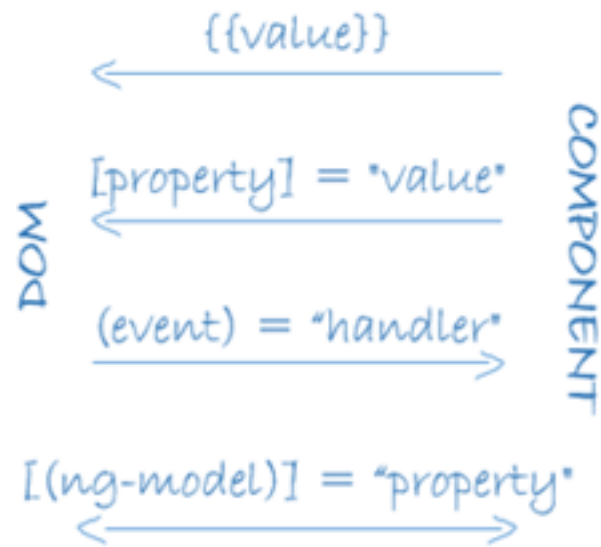 {{value}}
[property] = "value"
DOM
COMPONENT
(event) = "handler"
[(ng-model)] = "property"